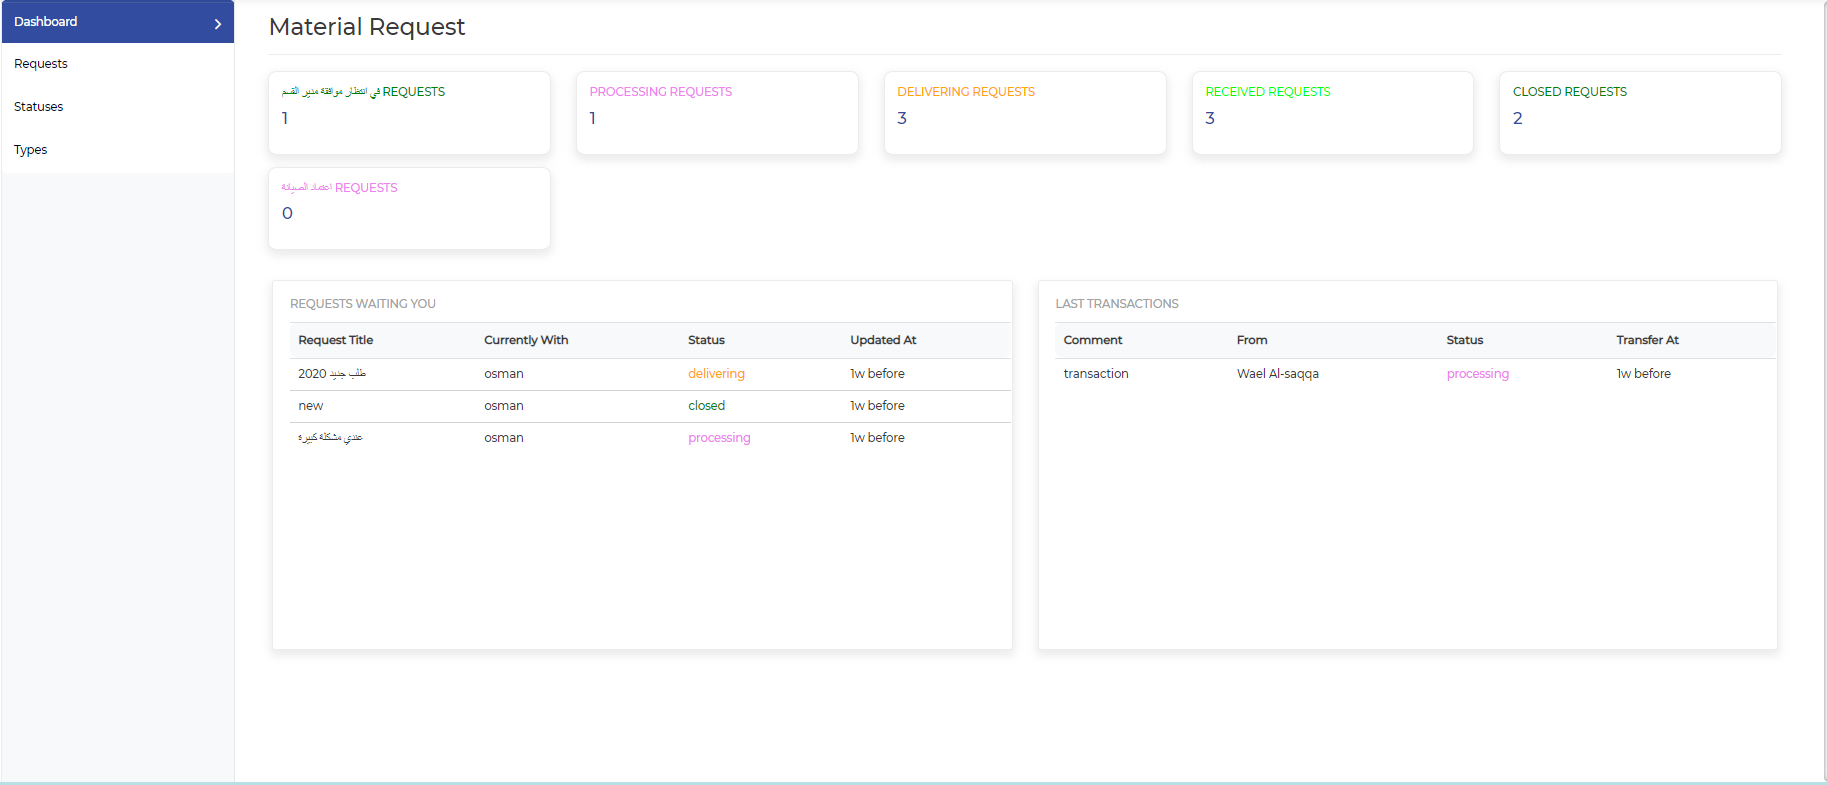 Dashboard
Requests
Statuses
Types
Material Request
في انتظار موافقة مدير القسم REQUESTS
1
PROCESSING REQUESTS
1
DELIVERING REQUESTS
3
RECEIVED REQUESTS
3
CLOSED REQUESTS
2
اعتماد الصيانة REQUESTS
0
REQUESTS WAITING YOU
Request Title Currently With Status Updated At
طلب جديد 2020 osman delivering 1w before
new osman closed 1w before
عندي مشكلة كبيرة osman processing 1w before
LAST TRANSACTIONS
Comment From Status Transfer At
transaction Wael Al-saqqa processing 1w before